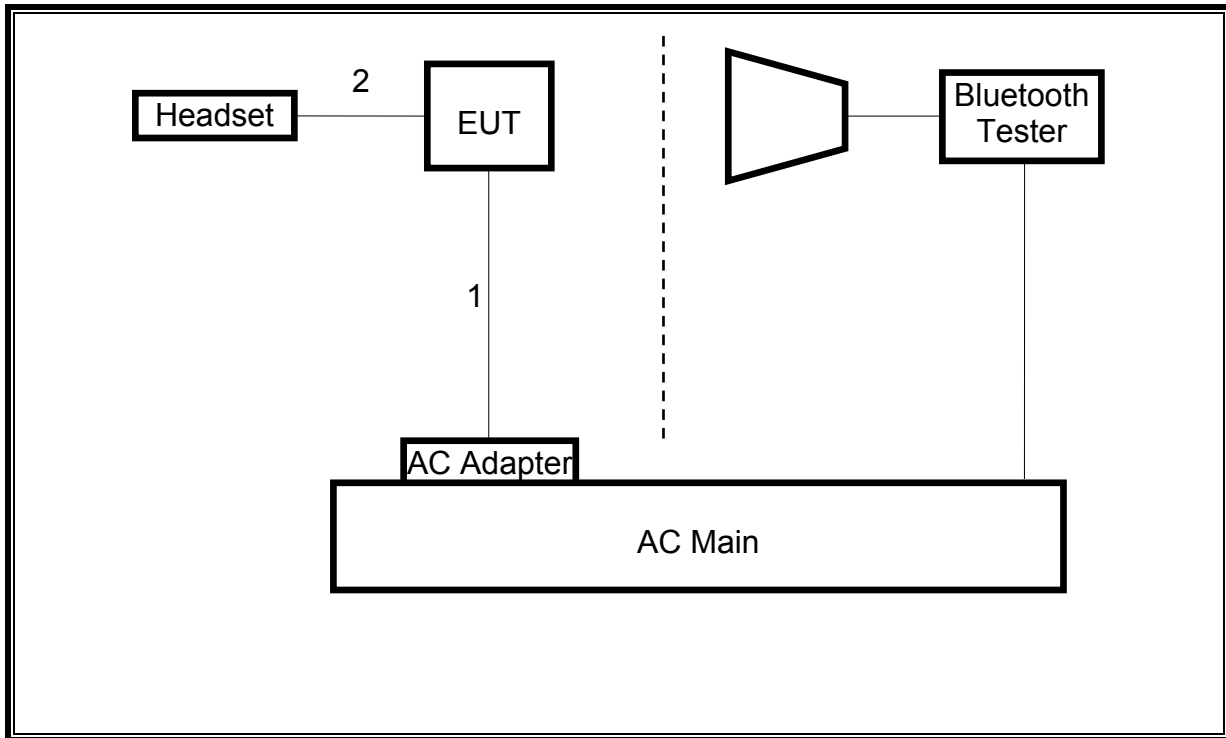 2
Headset
EUT
Bluetooth
Tester
1
AC Adapter
AC Main